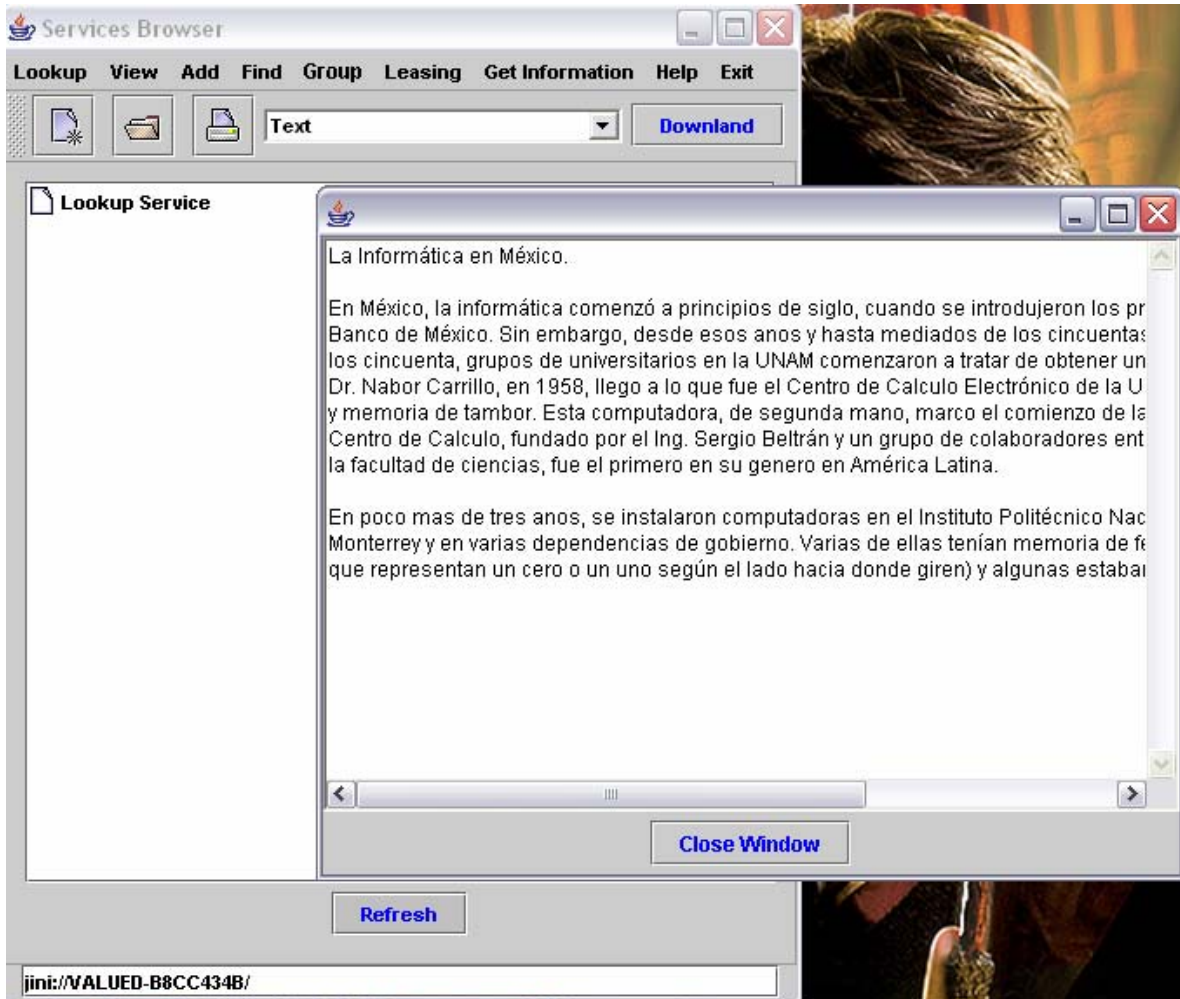 Services Browser
Lookup View Add Find Group Leasing Get Information Help Exit
Text Downland
Lookup Service
La Informática en México.
En México, la informática comenzó a principios de siglo, cuando se introdujeron los pr
Banco de México. Sin embargo, desde esos anos y hasta mediados de los cincuentas
los cincuenta, grupos de universitarios en la UNAM comenzaron a tratar de obtener un
Dr. Nabor Carrillo, en 1958, llego a lo que fue el Centro de Calculo Electrónico de la U
y memoria de tambor. Esta computadora, de segunda mano, marco el comienzo de la
Centro de Calculo, fundado por el Ing. Sergio Beltrán y un grupo de colaboradores ent
la facultad de ciencias, fue el primero en su genero en América Latina.
En poco mas de tres anos, se instalaron computadoras en el Instituto Politécnico Nac
Monterrey y en varias dependencias de gobierno. Varias de ellas tenían memoria de fe
que representan un cero o un uno según el lado hacia donde giren) y algunas estaban
Close Window
Refresh
jini://VALUED-B8CC434B/